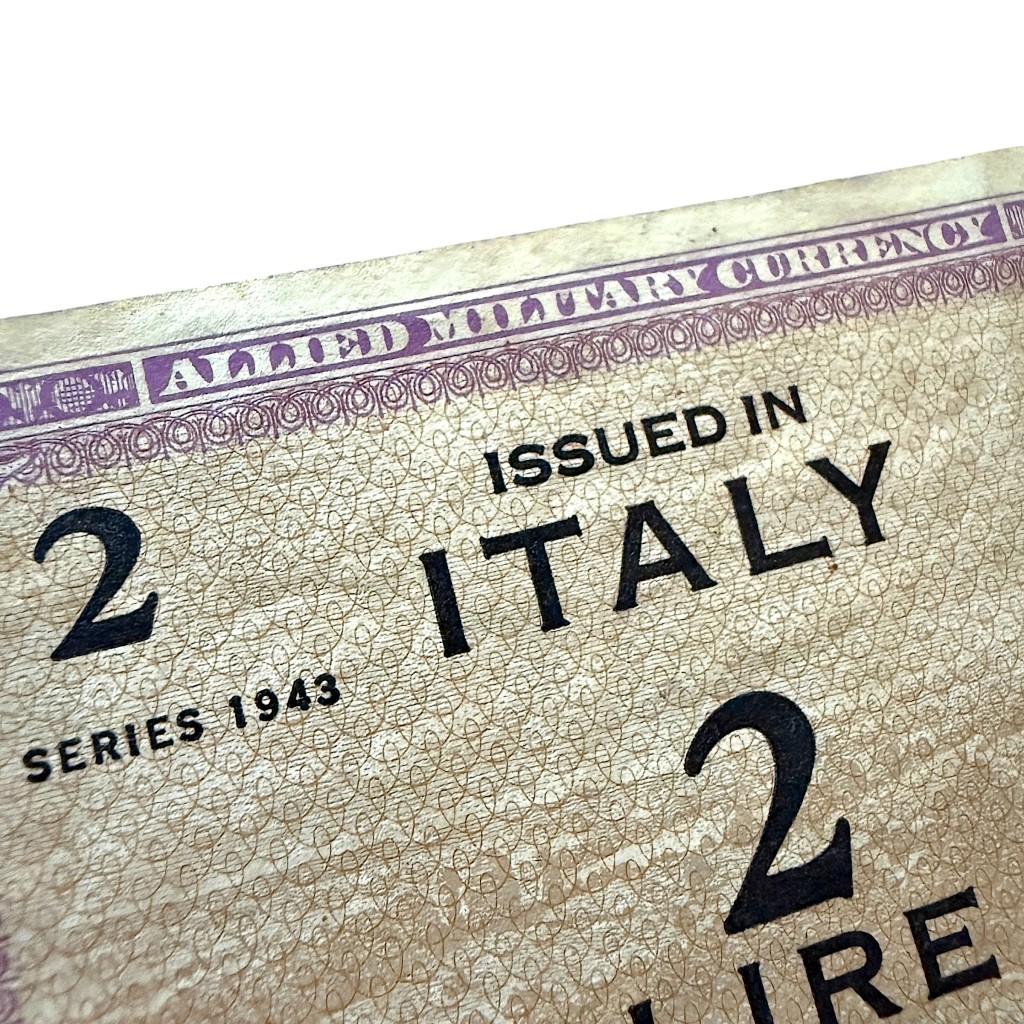 ALLIED MILITARY CURRENCY
ISSUED IN
ITALY
2
SERIES 1943
2
LIRE